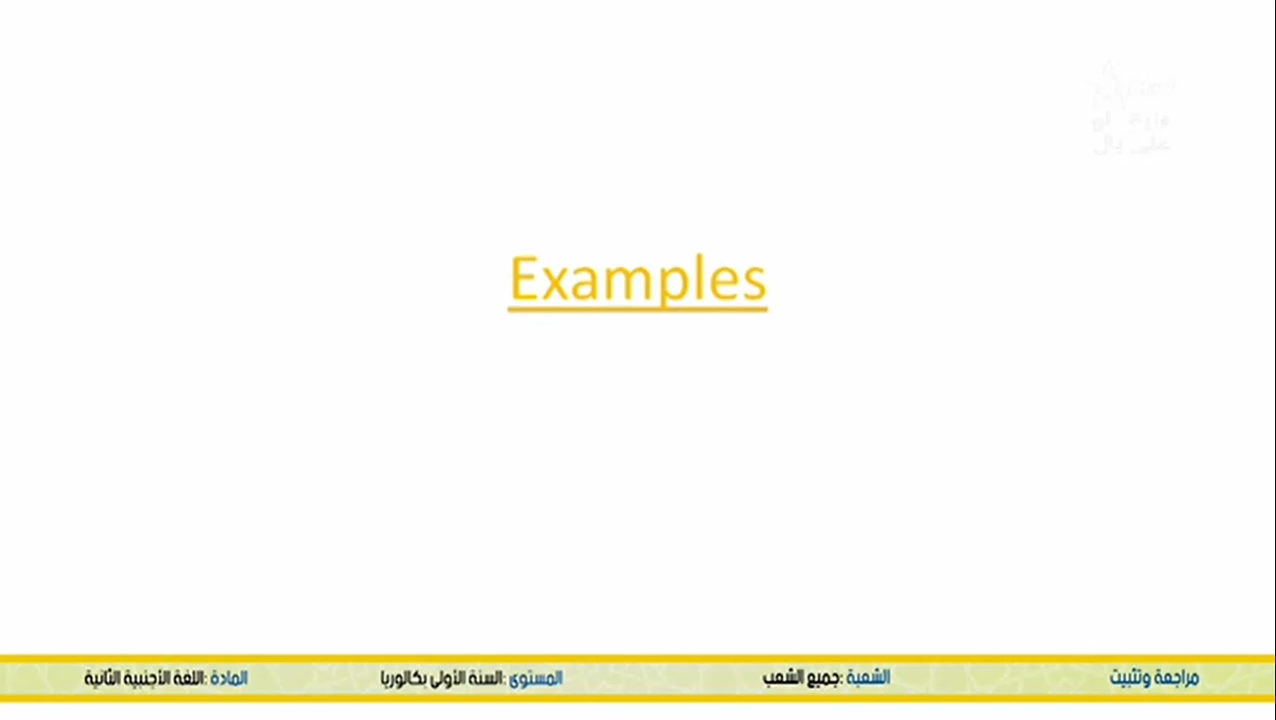 Examples
مراجعة وتثبيت
الشعبة: جميع الشعب
المستوى: السنة الأولى بكالوريا
المادة: اللغة الأجنبية الثانية